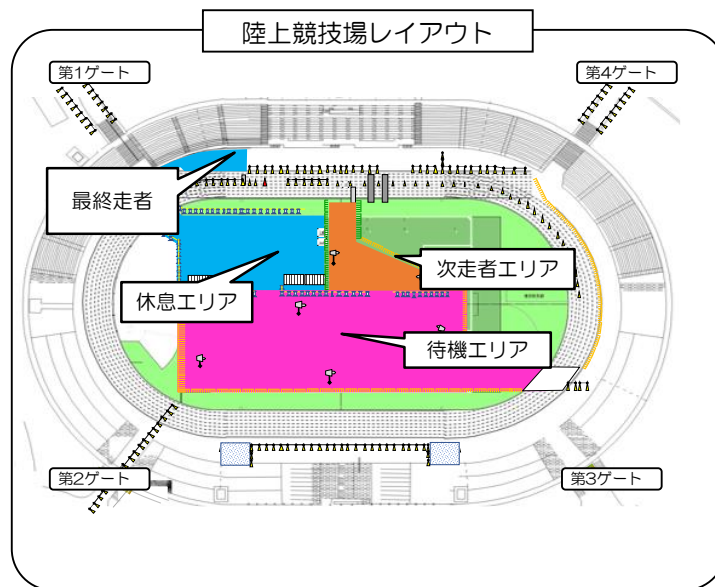 陸上競技場レイアウト
第1ゲート
第4ゲート
最終走者
次走者エリア
休息エリア
待機エリア
第2ゲート
第3ゲート